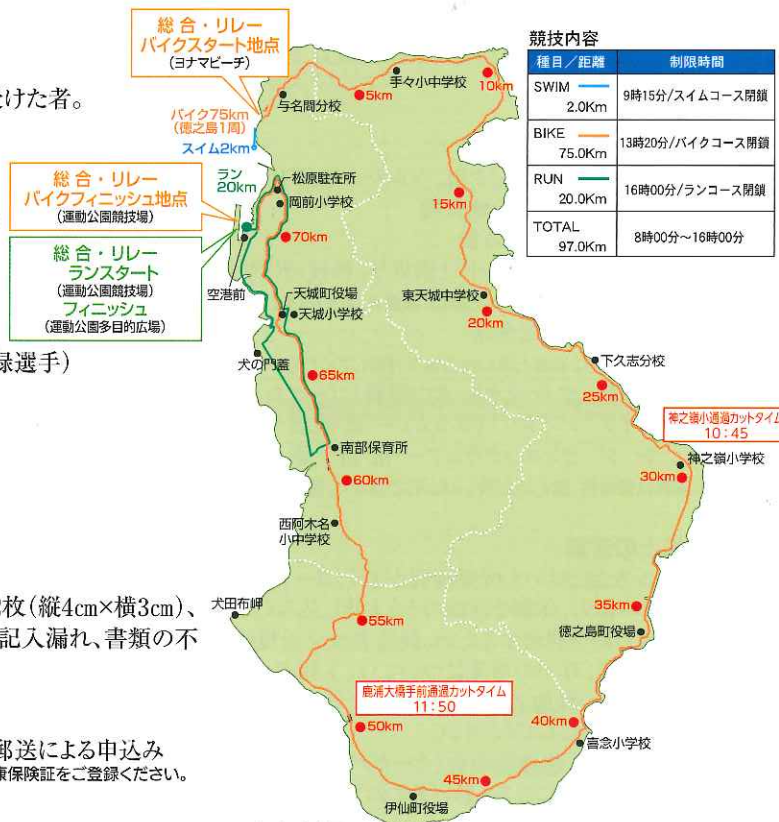 総合・リレー
バイクスタート地点
(ヨナマビーチ)
競技内容
種目/距離 制限時間
SWIM
2.0Km
9時15分/スイムコース閉鎖
BIKE
75.0Km
13時20分/バイクコース閉鎖
RUN
20.0Km
16時00分/ランコース閉鎖
TOTAL
97.0Km
8時00分〜16時00分
けた者。
手々小中学校
10km
5km
与名間分校
バイク75km
(徳之島1周)
スイム2km
ラン
20km
総合・リレー
バイクフィニッシュ地点
(運動公園競技場)
松原駐在所
岡前小学校
15km
70km
総合・リレー
ランスタート
(運動公園競技場)
フィニッシュ
(運動公園多目的広場)
空港前
天城町役場
天城小学校
東天城中学校
20km
録選手)
犬の門蓋
65km
下久志分校
25km
神之嶺小通過カットタイム
10:45
南部保育所
神之嶺小学校
30km
60km
西阿木名
小中学校
枚(縦4cm×横3cm)、
記入漏れ、書類の不
犬田布岬
55km
35km
徳之島町役場
鹿浦大橋手前通過カットタイム
11:50
50km
40km
喜念小学校
郵送による申込み
康保険証をご登録ください。
45km
伊仙町役場